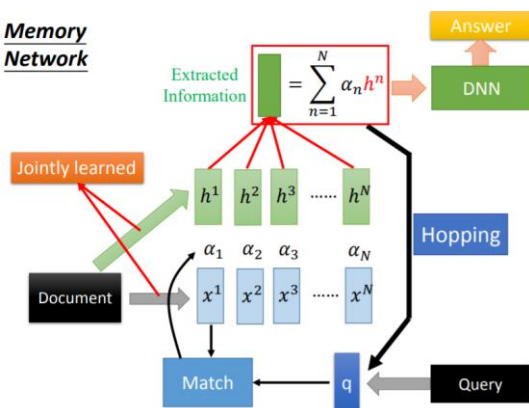 Memory
Network
Answer
Extracted
Information
= ∑_{n=1}^{N} α_n h^n
DNN
Jointly learned
h^1 h^2 h^3 …… h^N
Hopping
α_1 α_2 α_3 α_N
Document
x^1 x^2 x^3 …… x^N
Match
q
Query